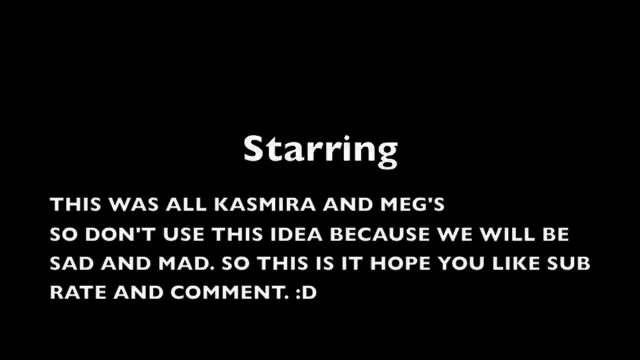 Starring
THIS WAS ALL KASMIRA AND MEG'S
SO DON'T USE THIS IDEA BECAUSE WE WILL BE
SAD AND MAD. SO THIS IS IT HOPE YOU LIKE SUB
RATE AND COMMENT. :D